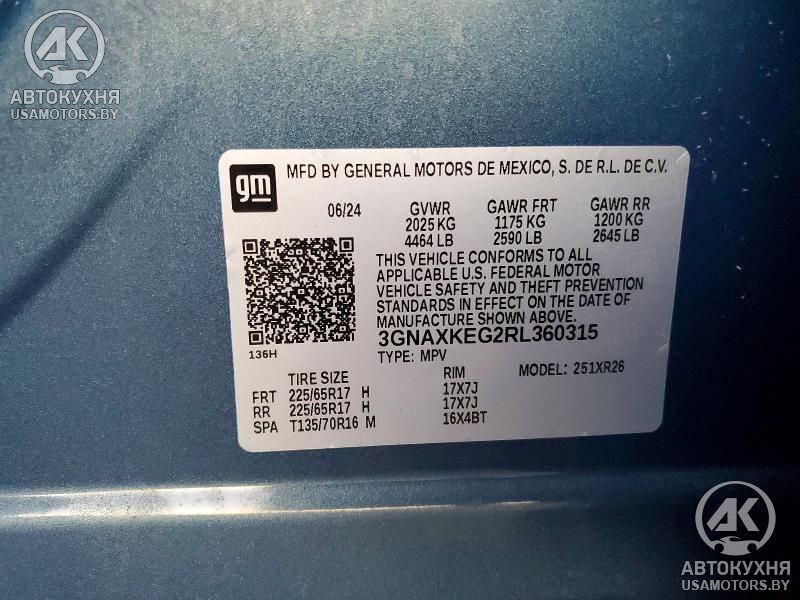 АК
АВТОКУХНЯ
USAMOTORS.BY
gm
MFD BY GENERAL MOTORS DE MEXICO, S. DE R.L. DE C.V.
06/24 GVWR GAWR FRT GAWR RR
2025 KG 1175 KG 1200 KG
4464 LB 2590 LB 2645 LB
THIS VEHICLE CONFORMS TO ALL
APPLICABLE U.S. FEDERAL MOTOR
VEHICLE SAFETY AND THEFT PREVENTION
STANDARDS IN EFFECT ON THE DATE OF
MANUFACTURE SHOWN ABOVE.
3GNAXKEG2RL360315
136H
TYPE: MPV MODEL: 251XR26
TIRE SIZE RIM
FRT 225/65R17 H 17X7J
RR 225/65R17 H 17X7J
SPA T135/70R16 M 16X4BT
АК
АВТОКУХНЯ
USAMOTORS.BY